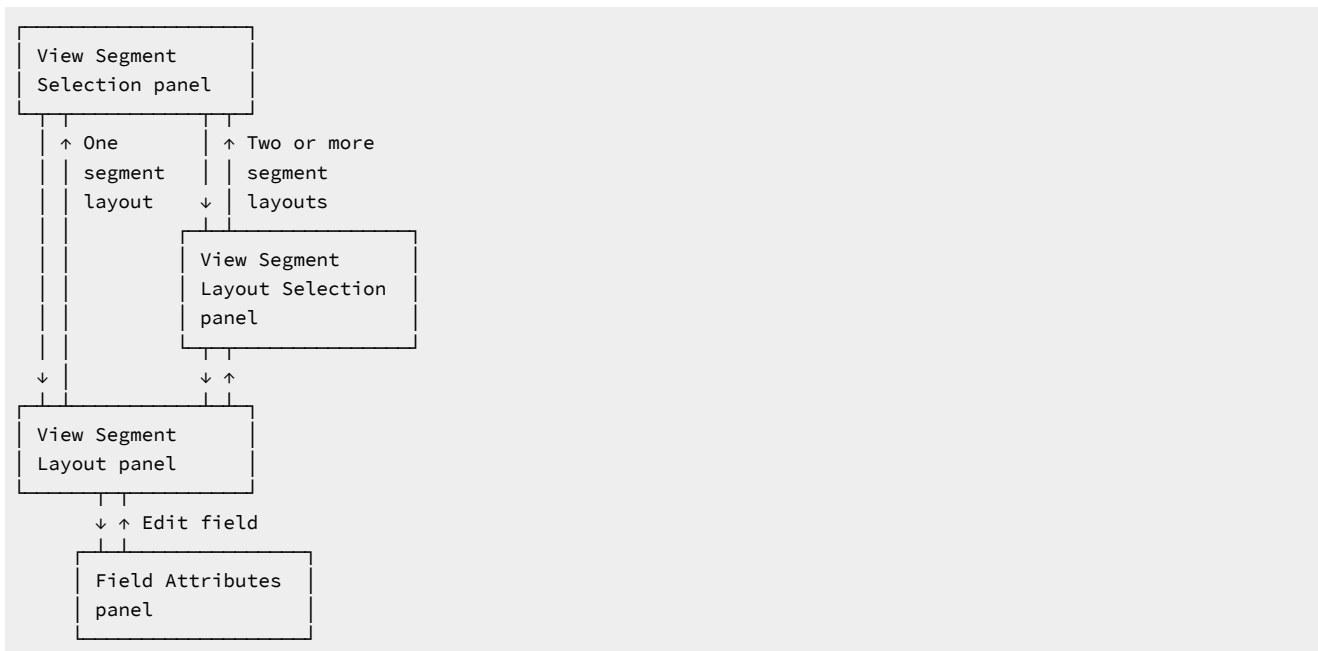 View Segment
Selection panel
↑ One ↑ Two or more
segment segment
layout ↓ layouts
View Segment
Layout Selection
panel
↓ ↓ ↑
View Segment
Layout panel
↓ ↑ Edit field
Field Attributes
panel